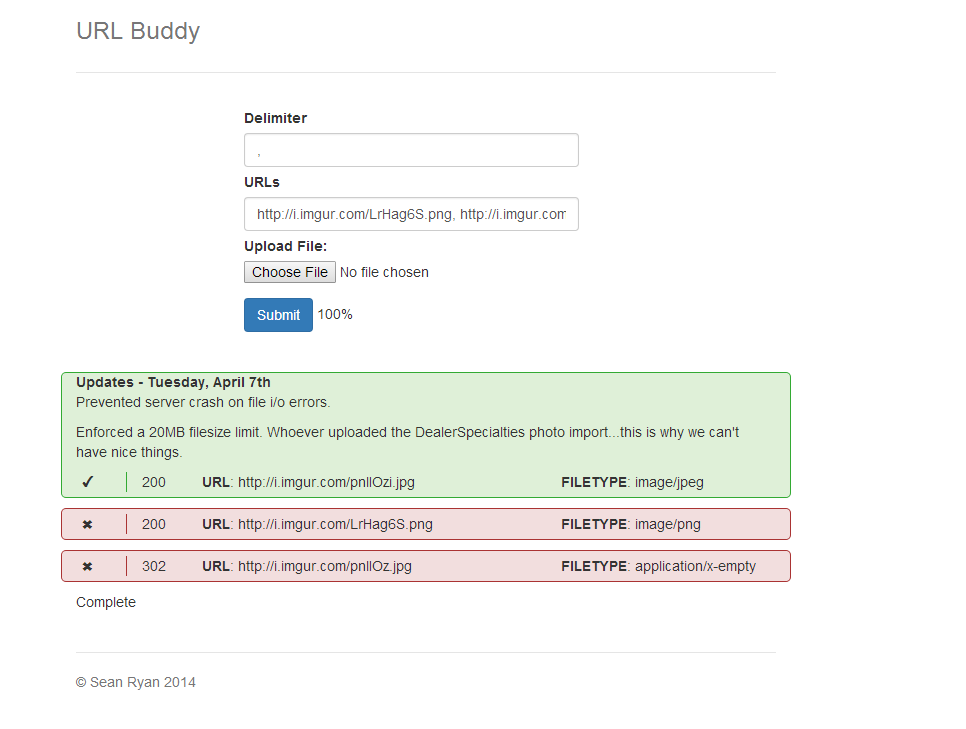 URL Buddy
Delimiter
,
URLs
http://i.imgur.com/LrHag6S.png, http://i.imgur.com
Upload File:
Choose File No file chosen
Submit 100%
Updates - Tuesday, April 7th
Prevented server crash on file i/o errors.
Enforced a 20MB filesize limit. Whoever uploaded the DealerSpecialties photo import...this is why we can't
have nice things.
✔ 200 URL: http://i.imgur.com/pnIlOzi.jpg FILETYPE: image/jpeg
✖ 200 URL: http://i.imgur.com/LrHag6S.png FILETYPE: image/png
✖ 302 URL: http://i.imgur.com/pnIlOz.jpg FILETYPE: application/x-empty
Complete
© Sean Ryan 2014